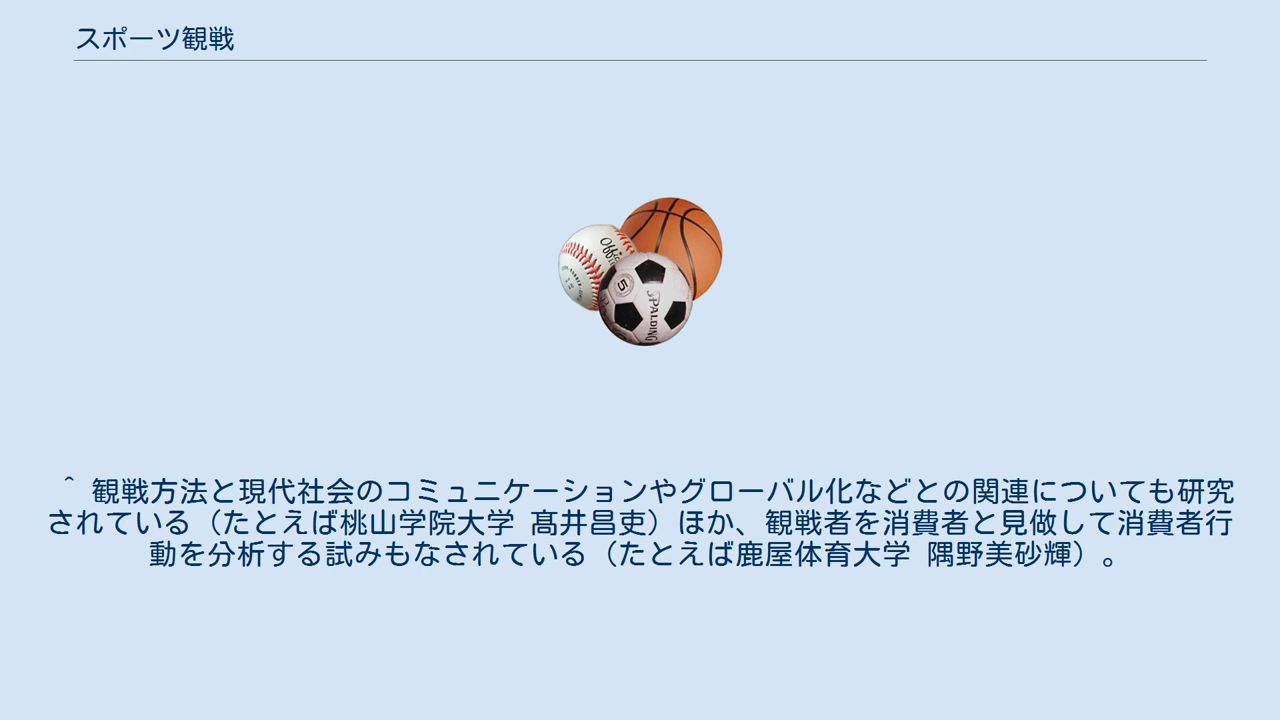 スポーツ観戦
Offic
5
SPALDING
^ 観戦方法と現代社会のコミュニケーションやグローバル化などとの関連についても研究
されている（たとえば桃山学院大学 髙井昌吏）ほか、観戦者を消費者と見做して消費者行
動を分析する試みもなされている（たとえば鹿屋体育大学 隅野美砂輝）。